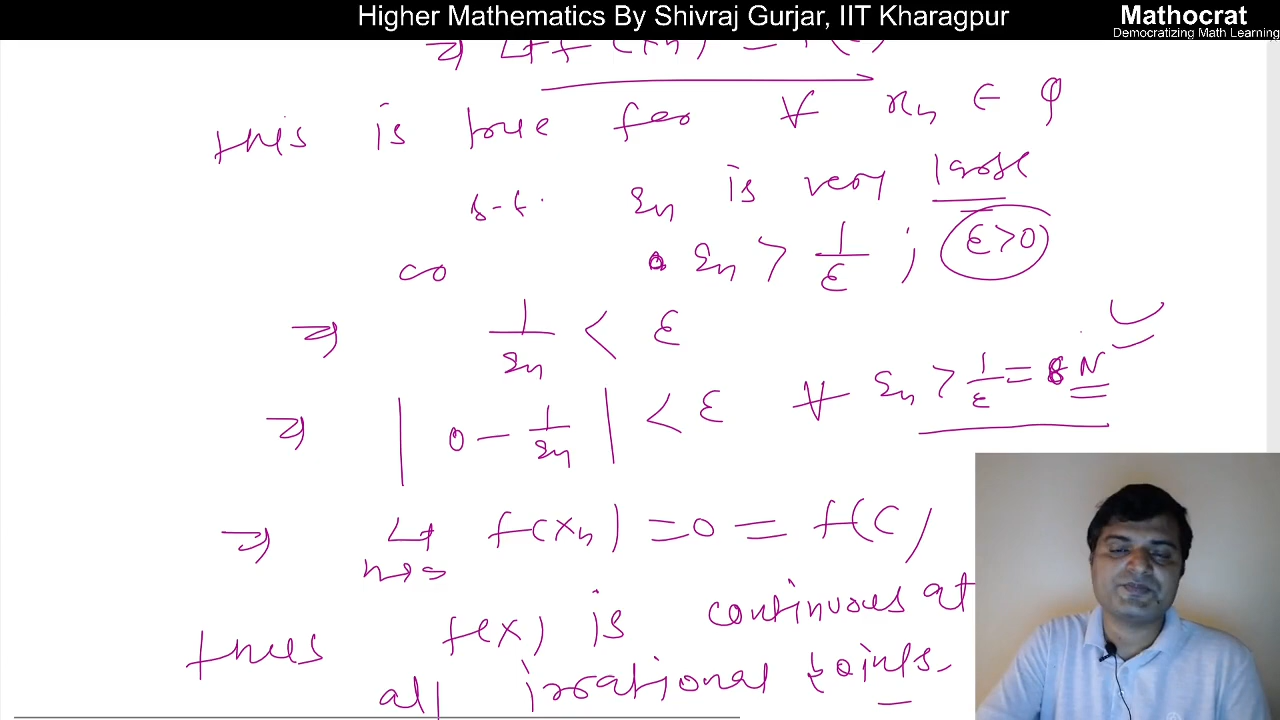 Higher Mathematics By Shivraj Gurjar, IIT Kharagpur
Mathocrat
Democratizing Math Learning
thus is true for ∀ xₙ ∈ Q
s.t. qₙ is very large
so qₙ > 1/ε ; ε>0
⇒ 1/qₙ < ε
⇒ | 0 − 1/qₙ | < ε ∀ qₙ > 1/ε = N
⇒ Lt n→∞ f(xₙ) = 0 = f(c)
thus f(x) is continuous at
all irrational points.